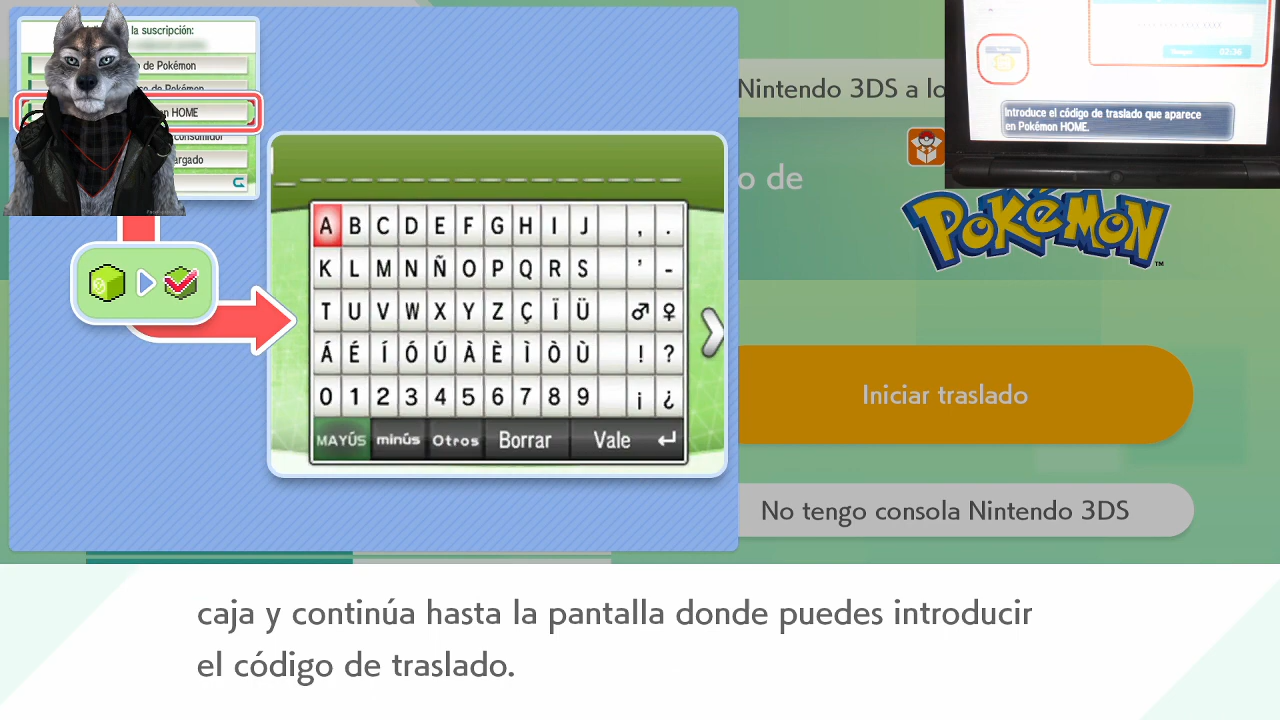 la suscripción:
de Pokémon
de Pokémon
HOME
consumidor
Nintendo 3DS a lo
o de
POKÉMON
TM
02:36
Introduce el código de traslado que aparece
en Pokémon HOME.
A B C D E F G H I J , .
K L M N Ñ O P Q R S ' -
T U V W X Y Z Ç Ï Ü ♂ ♀
Á É Í Ó Ú À È Ì Ò Ù ! ?
0 1 2 3 4 5 6 7 8 9 ¡ ¿
MAYÚS minús Otros Borrar Vale
Iniciar traslado
No tengo consola Nintendo 3DS
caja y continúa hasta la pantalla donde puedes introducir
el código de traslado.